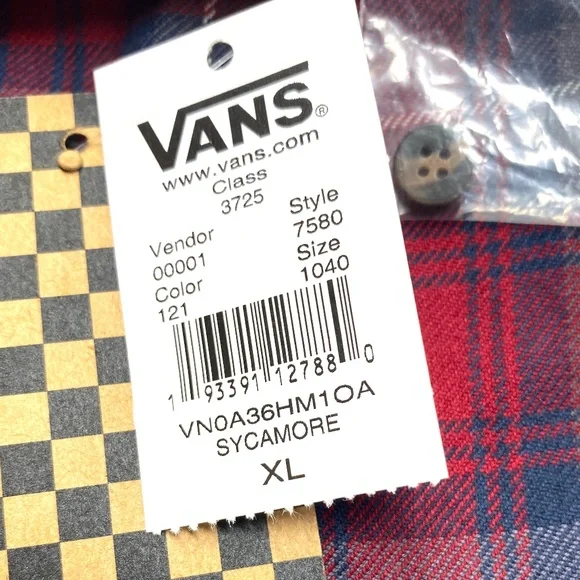 VANS®
www.vans.com
Class
3725
Vendor Style
00001 7580
Color Size
121 1040
1 93391 12788 0
VN0A36HM1OA
SYCAMORE
XL